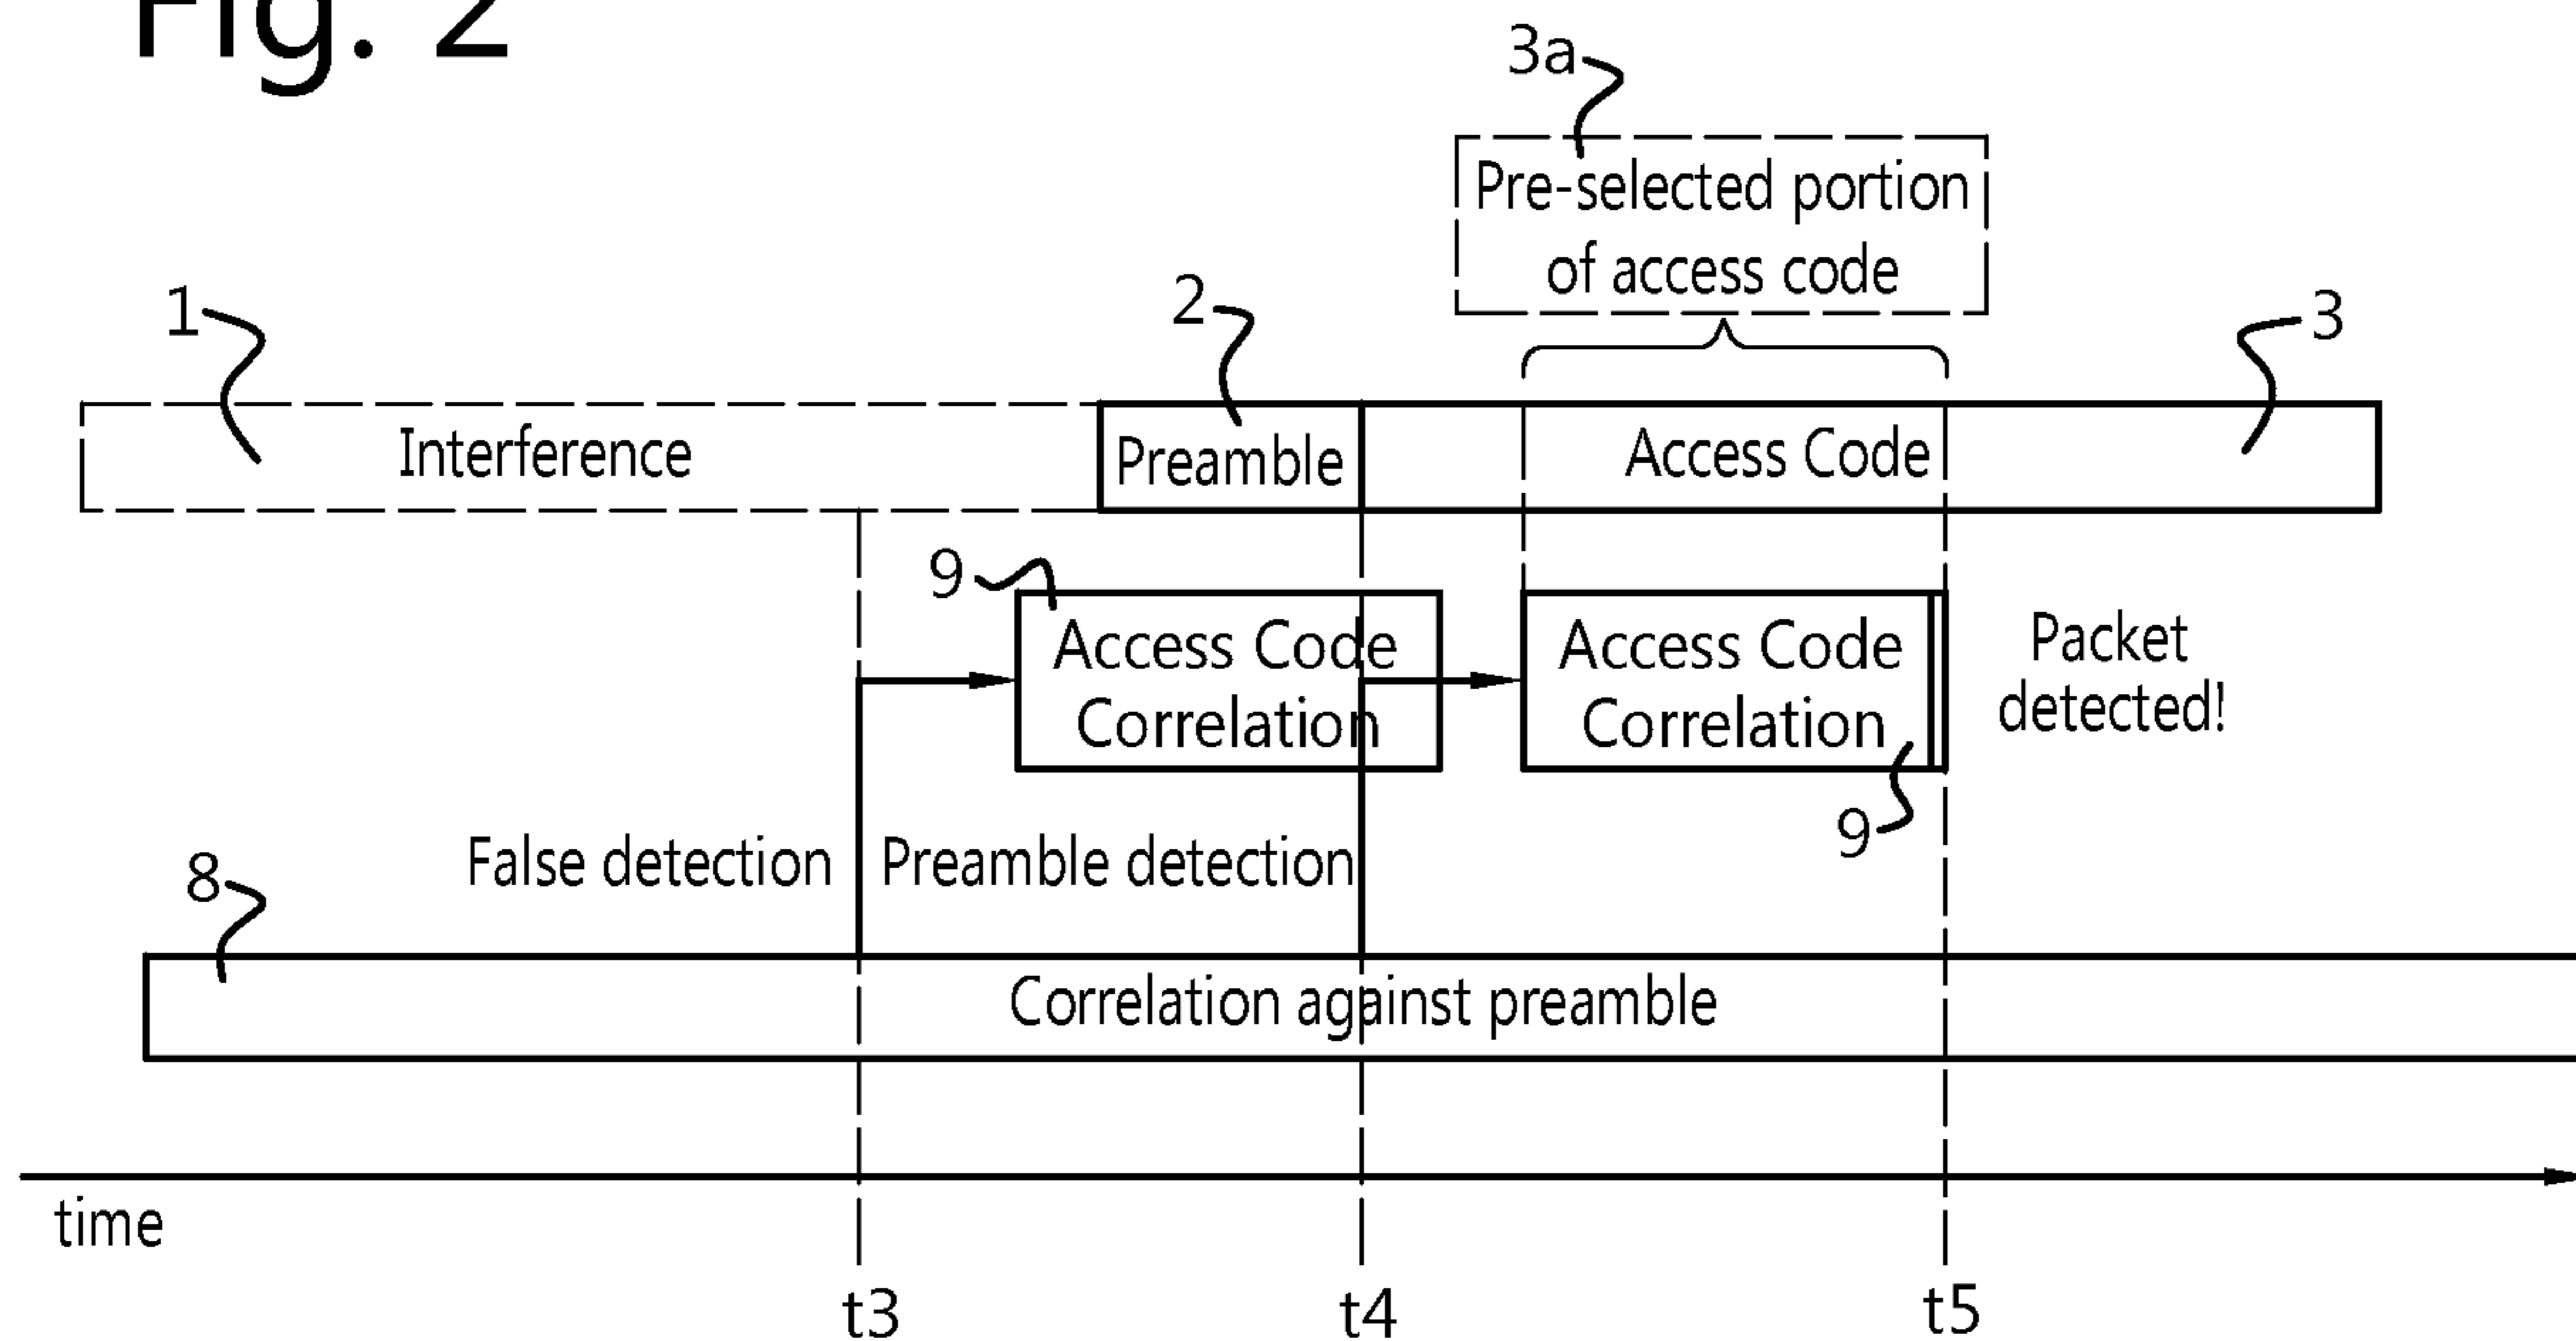 Fig. 2
3a
Pre-selected portion
of access code
1
2
3
Interference
Preamble
Access Code
9
Access Code
Correlation
Access Code
Correlation
Packet
detected!
9
False detection
Preamble detection
8
Correlation against preamble
time
t3
t4
t5